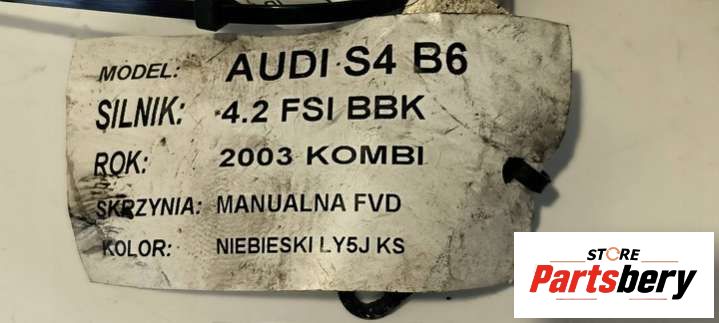 MODEL: AUDI S4 B6
SILNIK: 4.2 FSI BBK
ROK: 2003 KOMBI
SKRZYNIA: MANUALNA FVD
KOLOR: NIEBIESKI LY5J KS
STORE
Partsbery